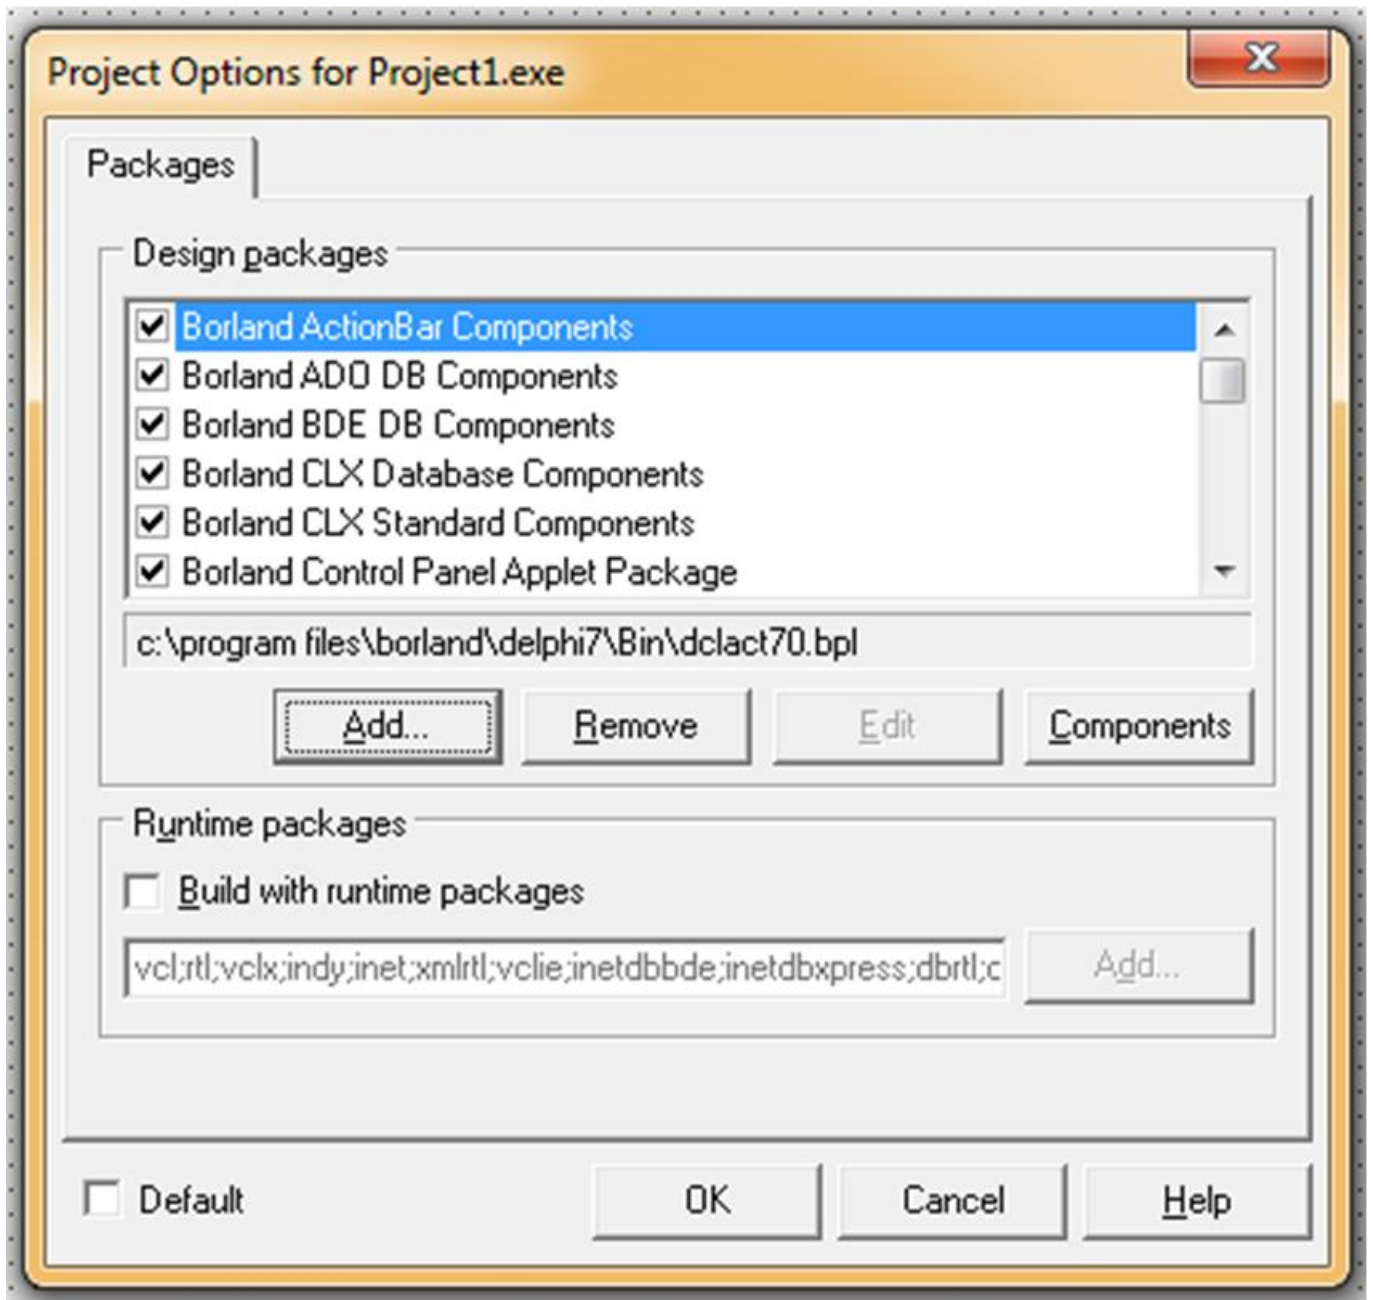 Project Options for Project1.exe
Packages
Design packages
Borland ActionBar Components
Borland ADO DB Components
Borland BDE DB Components
Borland CLX Database Components
Borland CLX Standard Components
Borland Control Panel Applet Package
c:\program files\borland\delphi7\Bin\dclact70.bpl
Add... Remove Edit Components
Runtime packages
Build with runtime packages
vcl;rtl;vclx;indy;inet;xmlrtl;vclie;inetdbbde;inetdbxpress;dbrtl;c Add...
Default OK Cancel Help